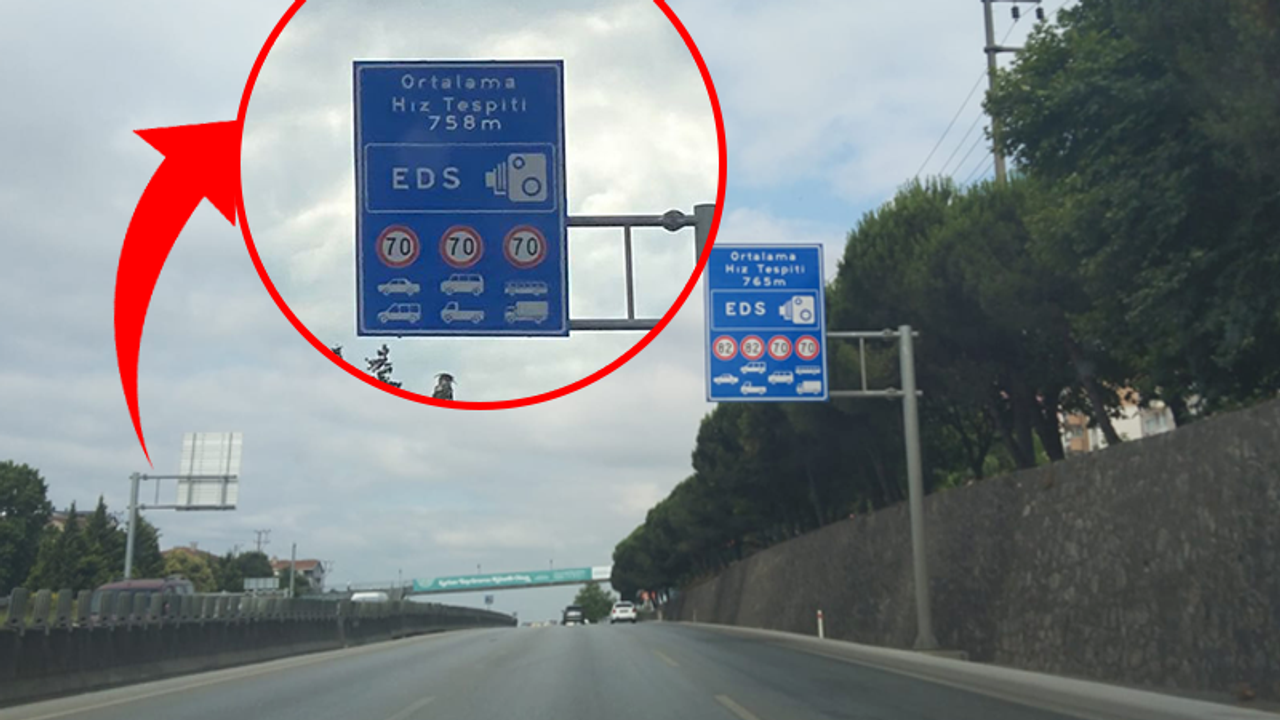 Ortalama
Hız Tespiti
758m
EDS
70 70 70
Ortalama
Hız Tespiti
765m
EDS
82 82 70 70